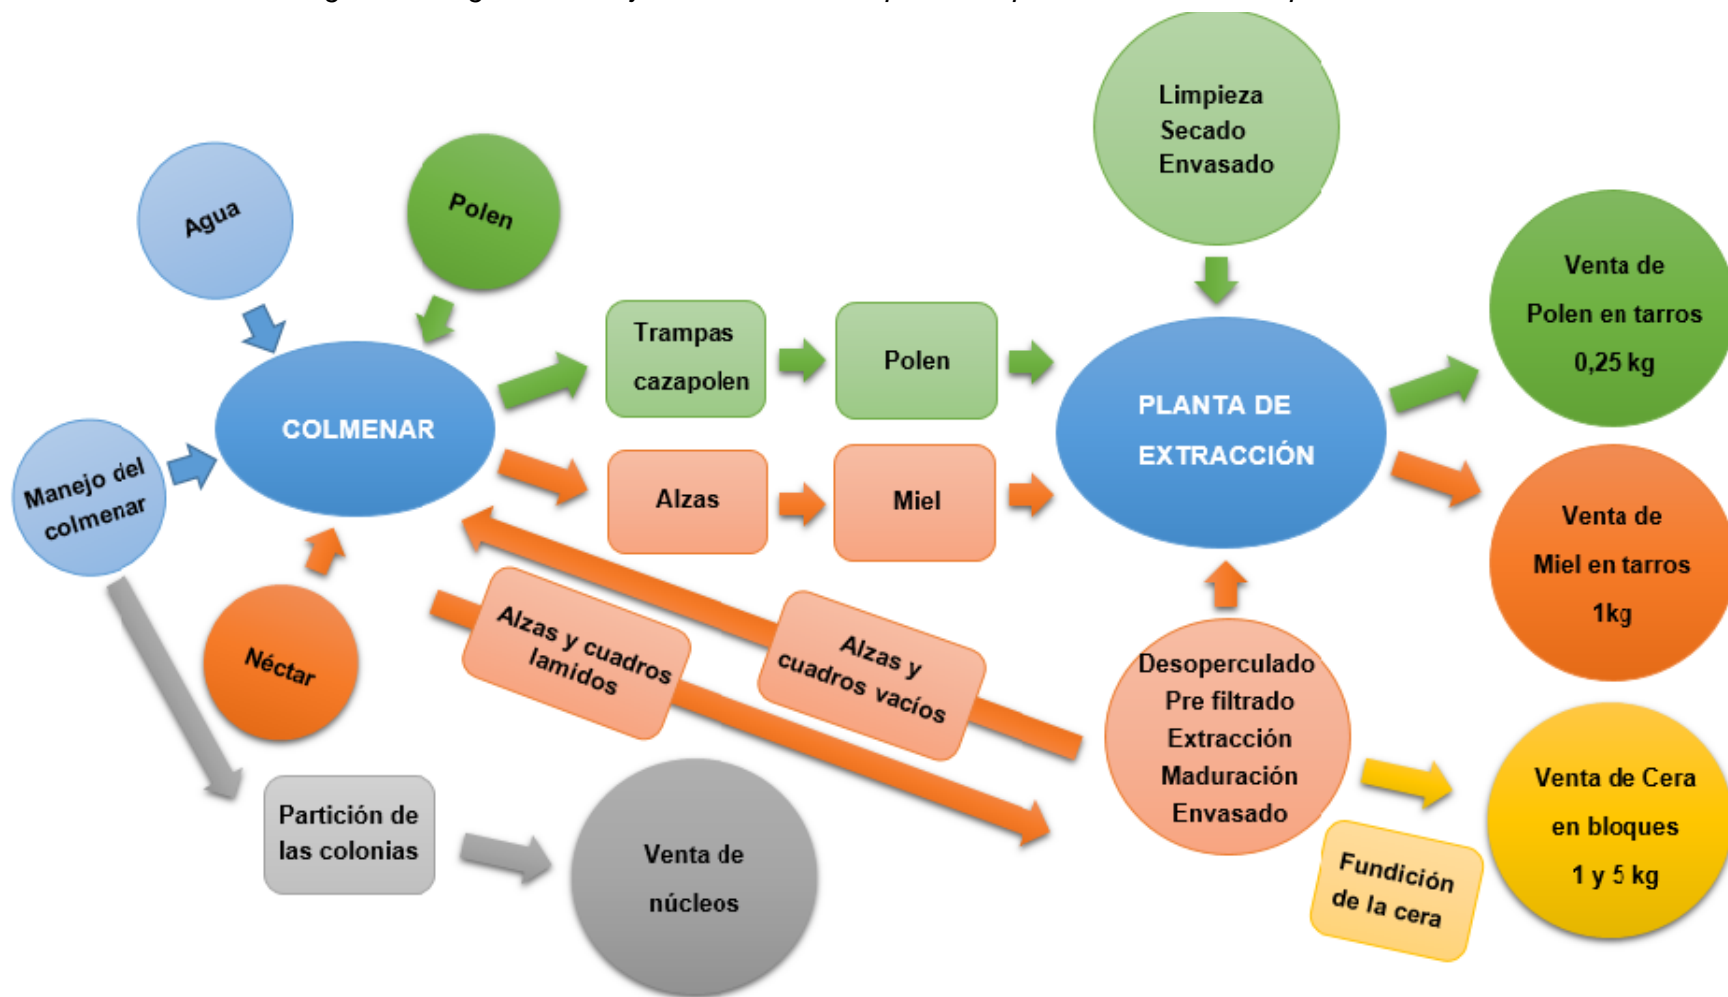 Limpieza
Secado
Envasado
Agua
Polen
Venta de
Polen en tarros
0,25 kg
Trampas
cazapolen
Polen
COLMENAR
PLANTA DE
EXTRACCIÓN
Manejo del
colmenar
Alzas
Miel
Venta de
Miel en tarros
1kg
Néctar
Alzas y cuadros
lamidos
Alzas y
cuadros vacíos
Desoperculado
Pre filtrado
Extracción
Maduración
Envasado
Partición de
las colonias
Venta de
núcleos
Venta de Cera
en bloques
1 y 5 kg
Fundición
de la cera